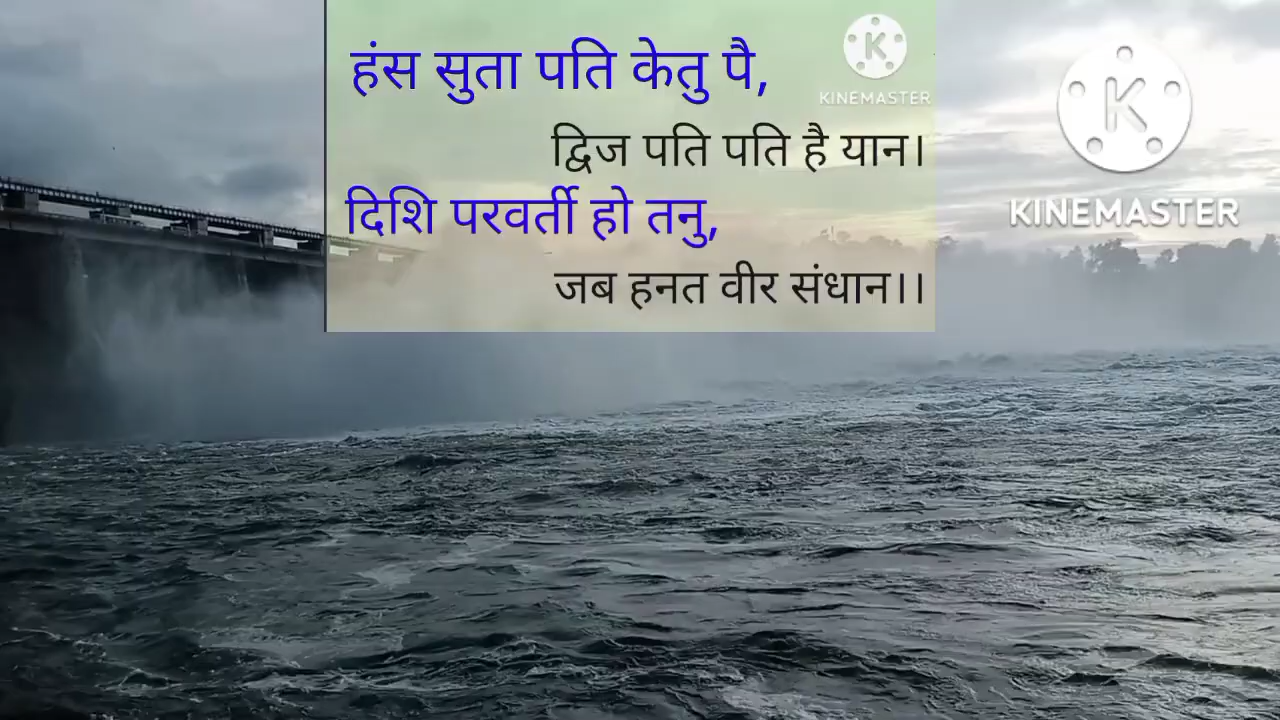 हंस सुता पति केतु पै,
KINEMASTER
द्विज पति पति है यान।
दिशि परवर्ती हो तनु,
KINEMASTER
जब हनत वीर संधान।।